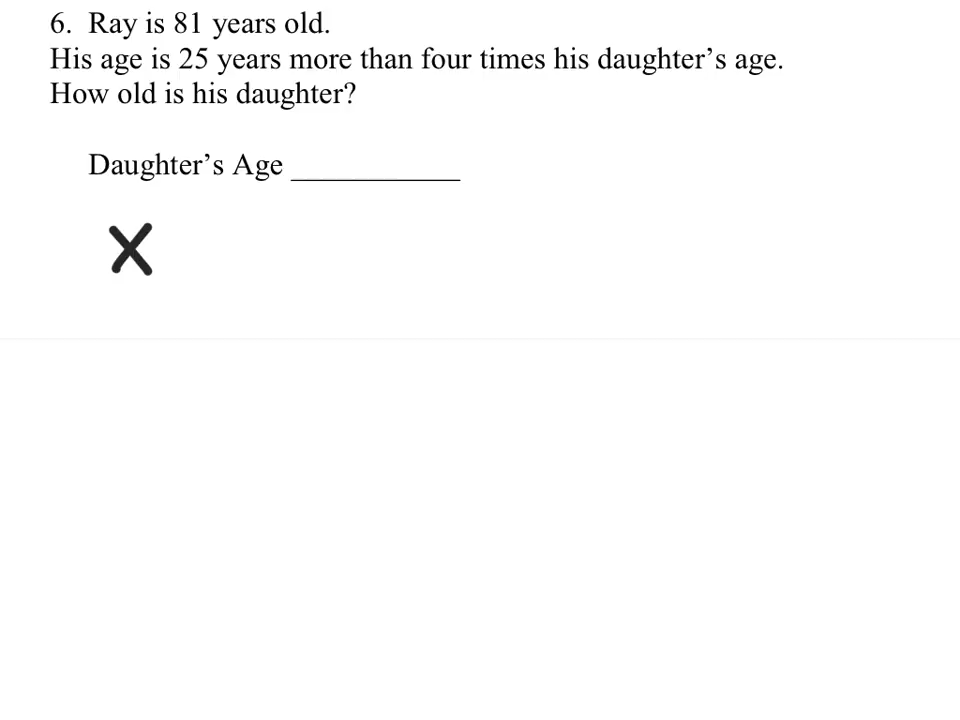 6. Ray is 81 years old.
His age is 25 years more than four times his daughter’s age.
How old is his daughter?
Daughter’s Age ___________
X